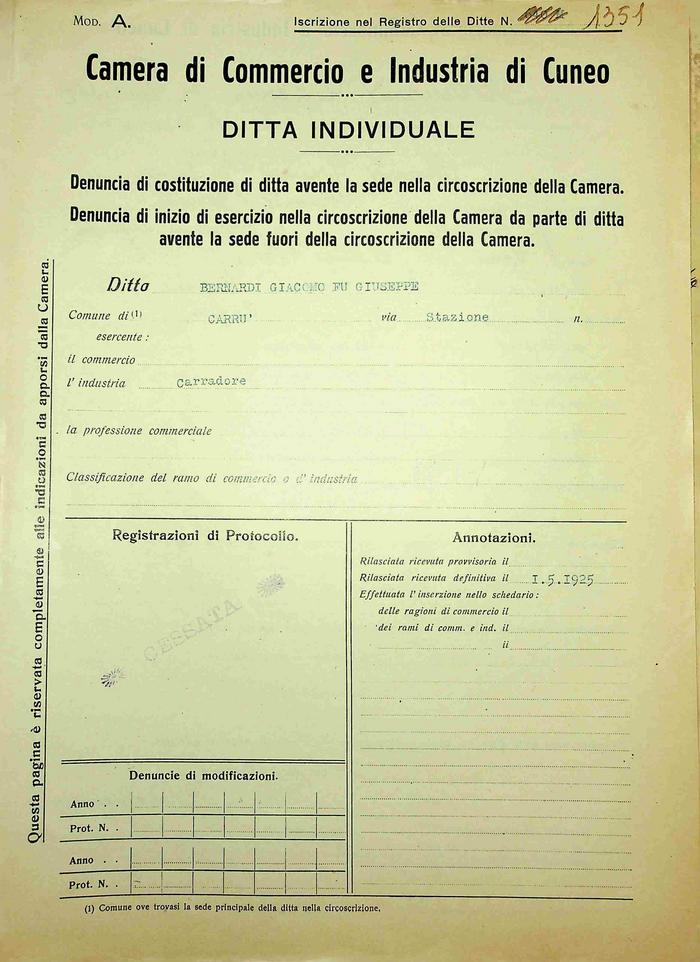 Mod. A.
Iscrizione nel Registro delle Ditte N. 1351
Camera di Commercio e Industria di Cuneo
DITTA INDIVIDUALE
Denuncia di costituzione di ditta avente la sede nella circoscrizione della Camera.
Denuncia di inizio di esercizio nella circoscrizione della Camera da parte di ditta
avente la sede fuori della circoscrizione della Camera.
Ditta BERNARDI GIACOMO FU GIUSEPPE
Comune di (1) CARRU' via Stazione n.
esercente :
il commercio
l' industria Carradore
la professione commerciale
Classificazione del ramo di commercio o d' industria
Questa pagina è riservata completamente alle indicazioni da apporsi dalla Camera.
Registrazioni di Protocollo.
CESSATA
Denuncie di modificazioni.
Anno . .
Prot. N. .
Anno . .
Prot. N. .
Annotazioni.
Rilasciata ricevuta provvisoria il
Rilasciata ricevuta definitiva il I.5.1925
Effettuata l' inserzione nello schedario :
delle ragioni di commercio il
dei rami di comm. e ind. il
ii
(1) Comune ove trovasi la sede principale della ditta nella circoscrizione.